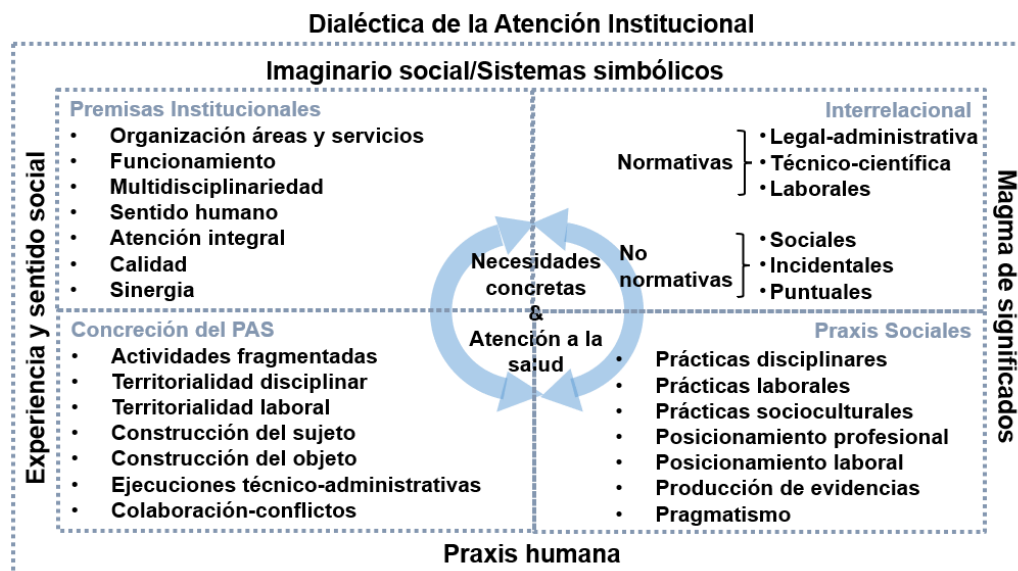 Dialéctica de la Atención Institucional
Imaginario social/Sistemas simbólicos
Experiencia y sentido social
Premisas Institucionales
• Organización áreas y servicios
• Funcionamiento
• Multidisciplinariedad
• Sentido humano
• Atención integral
• Calidad
• Sinergia
Interrelacional
Normativas
• Legal-administrativa
• Técnico-científica
• Laborales
No
normativas
• Sociales
• Incidentales
• Puntuales
Necesidades
concretas
&
Atención a la
salud
Concreción del PAS
• Actividades fragmentadas
• Territorialidad disciplinar
• Territorialidad laboral
• Construcción del sujeto
• Construcción del objeto
• Ejecuciones técnico-administrativas
• Colaboración-conflictos
Praxis Sociales
• Prácticas disciplinares
• Prácticas laborales
• Prácticas socioculturales
• Posicionamiento profesional
• Posicionamiento laboral
• Producción de evidencias
• Pragmatismo
Magma de significados
Praxis humana